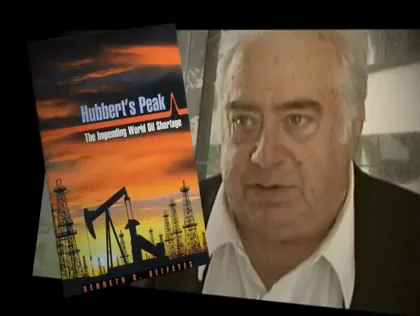 Hubbert's Peak
The Impending World Oil Shortage
KENNETH S. DEFFEYES